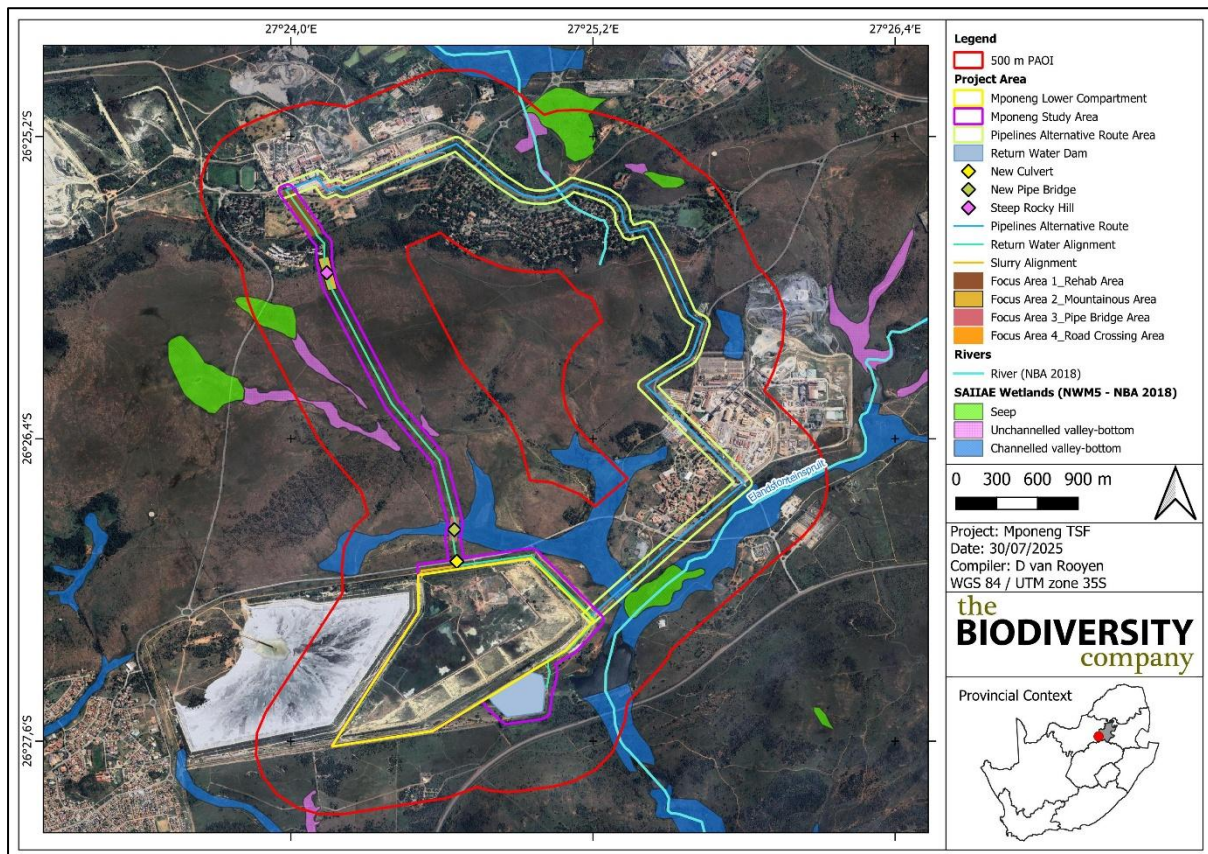 27°24,0'E
27°25,2'E
27°26,4'E
26°25,2'S
26°26,4'S
26°27,6'S
Elandsfonteinspruit
Legend
500 m PAOI
Project Area
Mponeng Lower Compartment
Mponeng Study Area
Pipelines Alternative Route Area
Return Water Dam
New Culvert
New Pipe Bridge
Steep Rocky Hill
Pipelines Alternative Route
Return Water Alignment
Slurry Alignment
Focus Area 1_Rehab Area
Focus Area 2_Mountainous Area
Focus Area 3_Pipe Bridge Area
Focus Area 4_Road Crossing Area
Rivers
River (NBA 2018)
SAIIAE Wetlands (NWM5 - NBA 2018)
Seep
Unchannelled valley-bottom
Channelled valley-bottom
0 300 600 900 m
Project: Mponeng TSF
Date: 30/07/2025
Compiler: D van Rooyen
WGS 84 / UTM zone 35S
the
BIODIVERSITY
company
Provincial Context